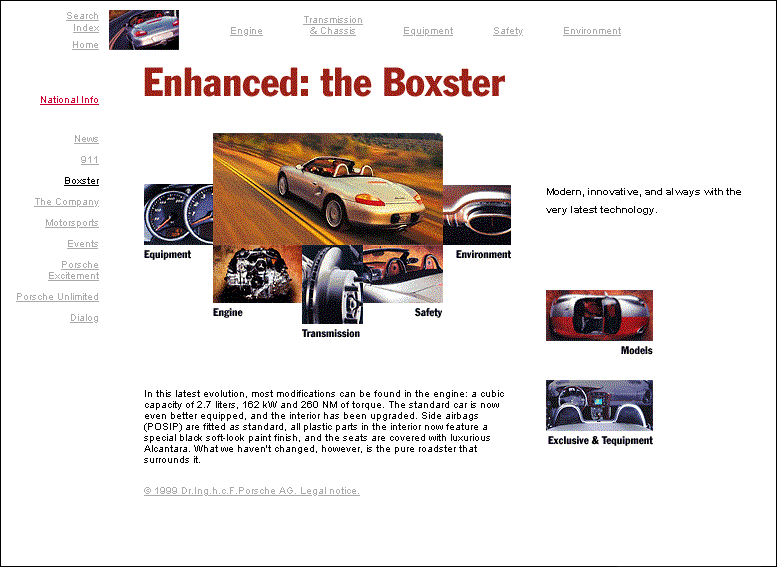 Search
Index
Home
Engine
Transmission
& Chassis
Equipment
Safety
Environment
Enhanced: the Boxster
National Info
News
911
Boxster
The Company
Motorsports
Events
Porsche
Excitement
Porsche Unlimited
Dialog
Equipment
Environment
Engine
Safety
Transmission
Modern, innovative, and always with the
very latest technology.
Models
Exclusive & Tequipment
In this latest evolution, most modifications can be found in the engine: a cubic
capacity of 2.7 liters, 162 kW and 260 NM of torque. The standard car is now
even better equipped, and the interior has been upgraded. Side airbags
(POSIP) are fitted as standard, all plastic parts in the interior now feature a
special black soft-look paint finish, and the seats are covered with luxurious
Alcantara. What we haven't changed, however, is the pure roadster that
surrounds it.
© 1999 Dr.Ing.h.c.F.Porsche AG. Legal notice.